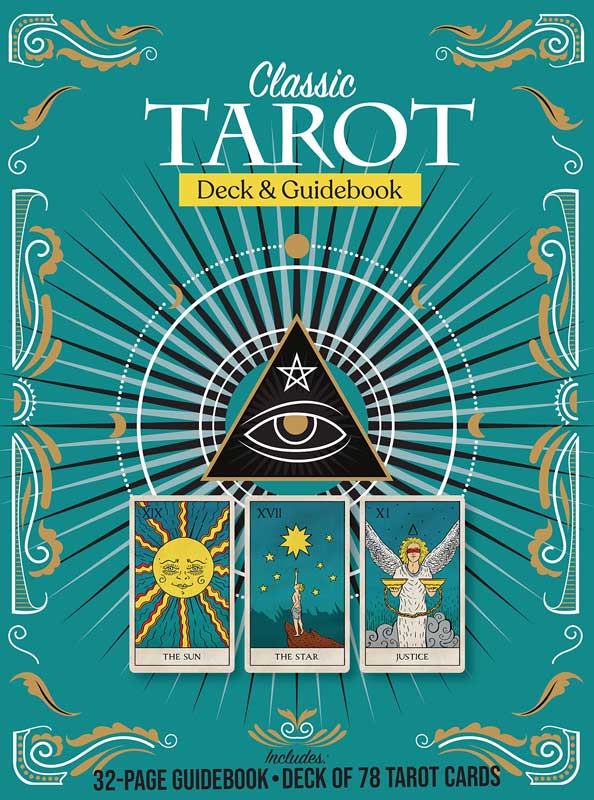 Classic
TAROT
Deck & Guidebook
XIX
XVII
XI
THE SUN
THE STAR
JUSTICE
Includes:
32-PAGE GUIDEBOOK • DECK OF 78 TAROT CARDS